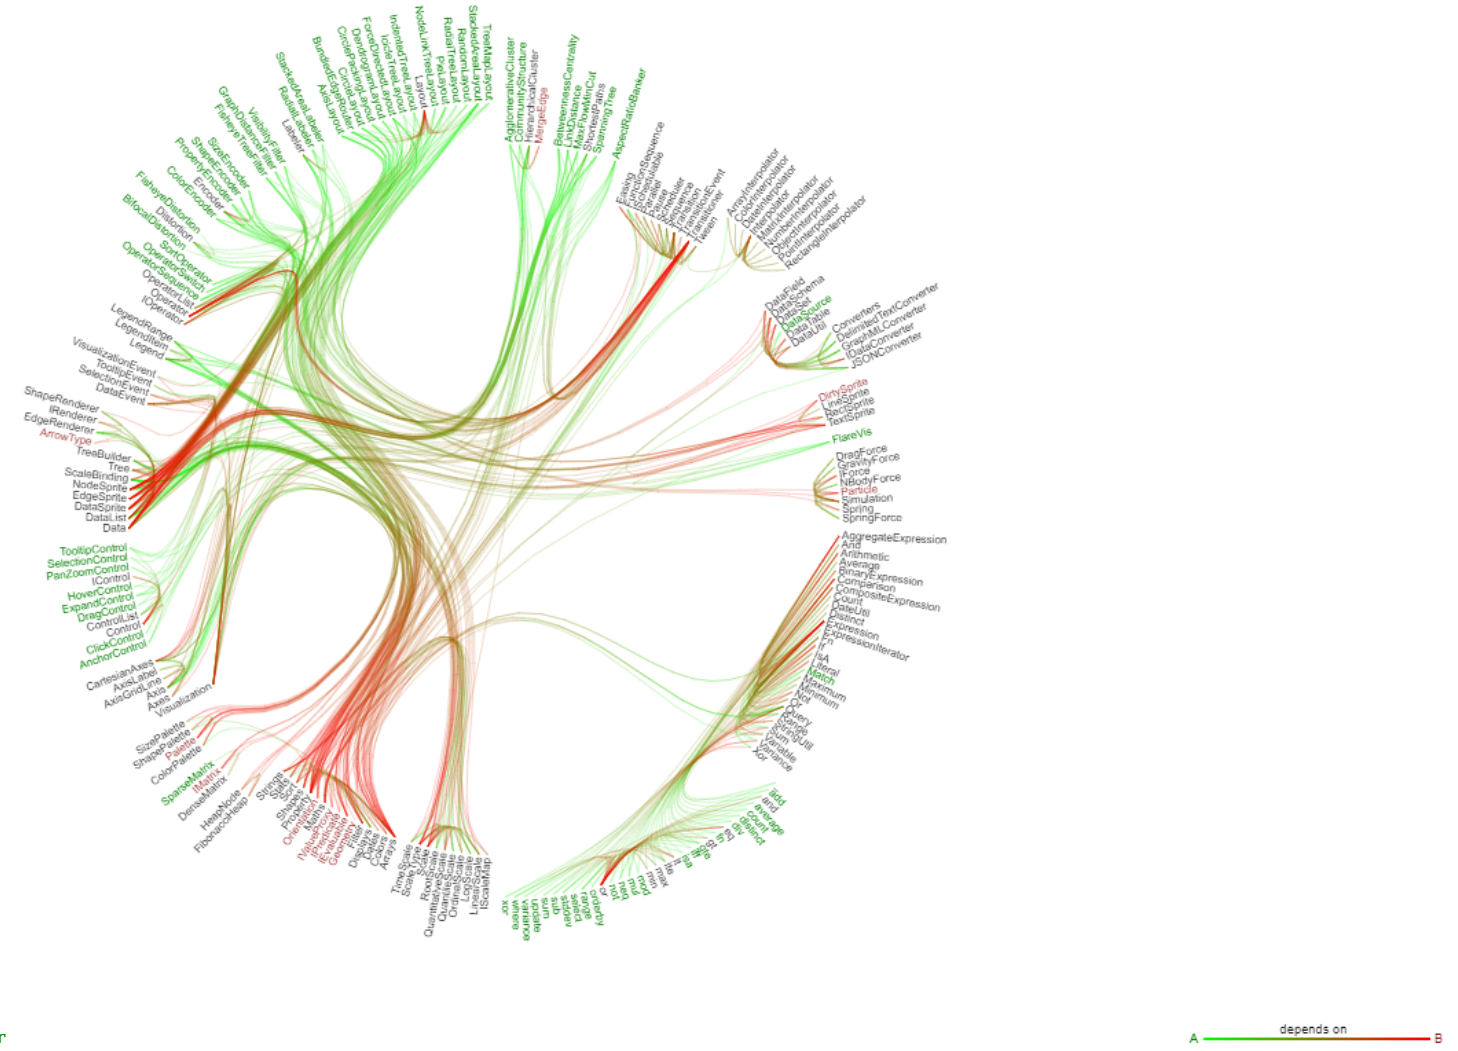 TreeMapLayout
StackedAreaLayout
RandomLayout
RadialTreeLayout
PieLayout
NodeLinkTreeLayout
Layout
IndentedTreeLayout
IcicleTreeLayout
ForceDirectedLayout
DendrogramLayout
CirclePackingLayout
CircleLayout
BundledEdgeRouter
AxisLayout
StackedAreaLabeler
RadialLabeler
Labeler
VisibilityFilter
GraphDistanceFilter
FisheyeTreeFilter
SizeEncoder
ShapeEncoder
PropertyEncoder
Encoder
ColorEncoder
FisheyeDistortion
Distortion
BifocalDistortion
SortOperator
OperatorSwitch
OperatorSequence
OperatorList
Operator
IOperator
LegendRange
LegendItem
Legend
VisualizationEvent
TooltipEvent
SelectionEvent
DataEvent
ShapeRenderer
IRenderer
EdgeRenderer
ArrowType
TreeBuilder
Tree
ScaleBinding
NodeSprite
EdgeSprite
DataSprite
DataList
Data
TooltipControl
SelectionControl
PanZoomControl
IControl
HoverControl
ExpandControl
DragControl
ControlList
Control
ClickControl
AnchorControl
CartesianAxes
AxisLabel
AxisGridLine
Axis
Axes
Visualization
SizePalette
ShapePalette
Palette
ColorPalette
SparseMatrix
IMatrix
DenseMatrix
HeapNode
FibonacciHeap
Strings
Stats
Sort
Shapes
Property
Orientation
Maths
IValueProxy
IPredicate
IEvaluable
Geometry
Filter
Displays
Dates
Colors
Arrays
TimeScale
ScaleType
Scale
RootScale
QuantitativeScale
QuantileScale
OrdinalScale
LogScale
LinearScale
IScaleMap
AgglomerativeCluster
CommunityStructure
HierarchicalCluster
MergeEdge
BetweennessCentrality
LinkDistance
MaxFlowMinCut
ShortestPaths
SpanningTree
AspectRatioBanker
Easing
FunctionSequence
ISchedulable
Parallel
Pause
Scheduler
Sequence
Transition
TransitionEvent
Transitioner
Tween
ArrayInterpolator
ColorInterpolator
DateInterpolator
Interpolator
MatrixInterpolator
NumberInterpolator
ObjectInterpolator
PointInterpolator
RectangleInterpolator
DataField
DataSchema
DataSet
DataSource
DataTable
DataUtil
Converters
DelimitedTextConverter
GraphMLConverter
IDataConverter
JSONConverter
DirtySprite
LineSprite
RectSprite
TextSprite
FlareVis
DragForce
GravityForce
IForce
NBodyForce
Particle
Simulation
Spring
SpringForce
AggregateExpression
And
Arithmetic
Average
BinaryExpression
Comparison
CompositeExpression
Count
DateUtil
Distinct
Expression
ExpressionIterator
Fn
If
IsA
Literal
Match
Maximum
Minimum
Not
Or
Query
Range
StringUtil
Sum
Variable
Variance
Xor
add
and
average
count
distinct
div
eq
fn
gt
gte
iff
isa
lt
lte
max
min
mod
mul
neq
not
or
orderby
range
select
stddev
sub
sum
update
variance
where
xor
r
depends on
A
B